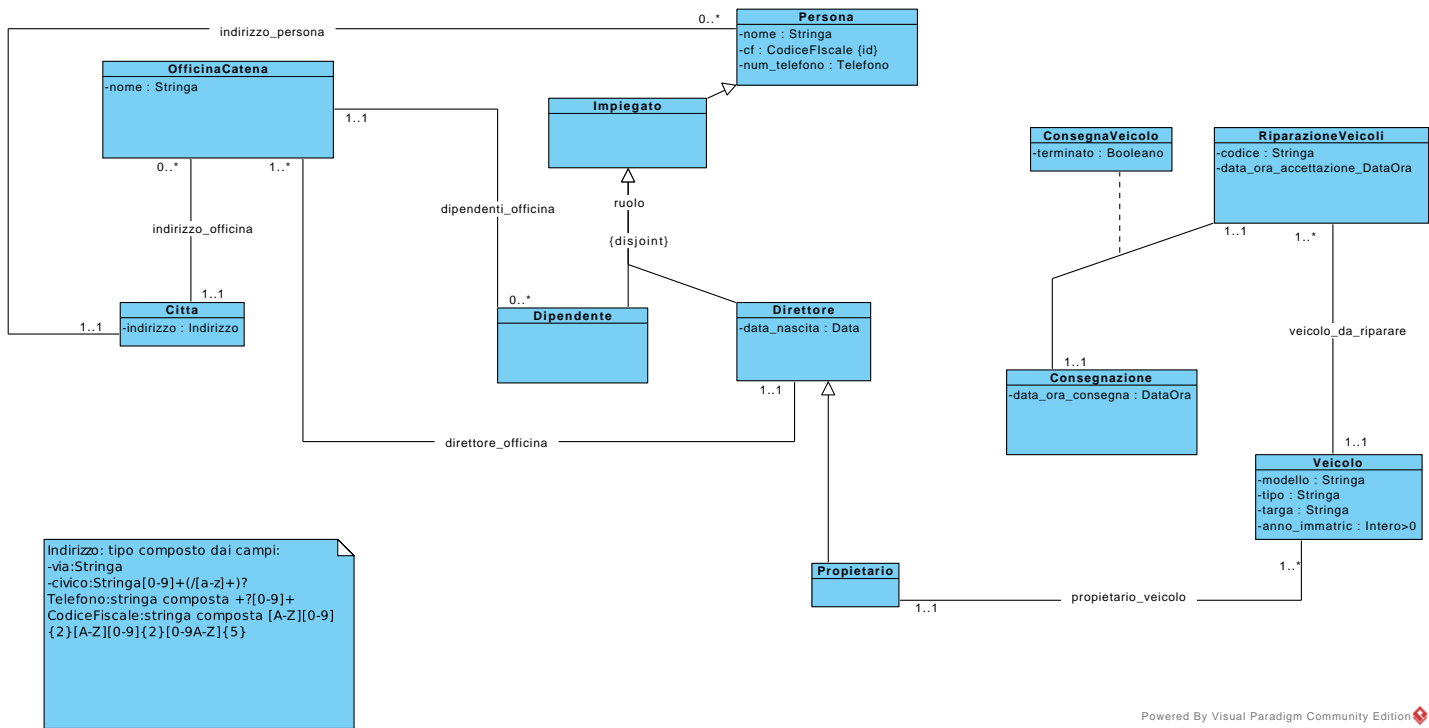 Persona
-nome : Stringa
-cf : CodiceFIscale {id}
-num_telefono : Telefono
0..*
indirizzo_persona
OfficinaCatena
-nome : Stringa
1..1
Impiegato
ConsegnaVeicolo
-terminato : Booleano
RiparazioneVeicoli
-codice : Stringa
-data_ora_accettazione_DataOra
0..*
1..*
ruolo
dipendenti_officina
indirizzo_officina
{disjoint}
1..1
1..*
1..1
0..*
Citta
-indirizzo : Indirizzo
1..1
Dipendente
Direttore
-data_nascita : Data
veicolo_da_riparare
1..1
Consegnazione
-data_ora_consegna : DataOra
1..1
direttore_officina
1..1
Veicolo
-modello : Stringa
-tipo : Stringa
-targa : Stringa
-anno_immatric : Intero>0
Indirizzo: tipo composto dai campi:
-via:Stringa
-civico:Stringa[0-9]+(/[a-z]+)?
Telefono:stringa composta +?[0-9]+
CodiceFiscale:stringa composta [A-Z][0-9]
{2}[A-Z][0-9]{2}[0-9A-Z]{5}
Propietario
1..*
propietario_veicolo
1..1
Powered By Visual Paradigm Community Edition